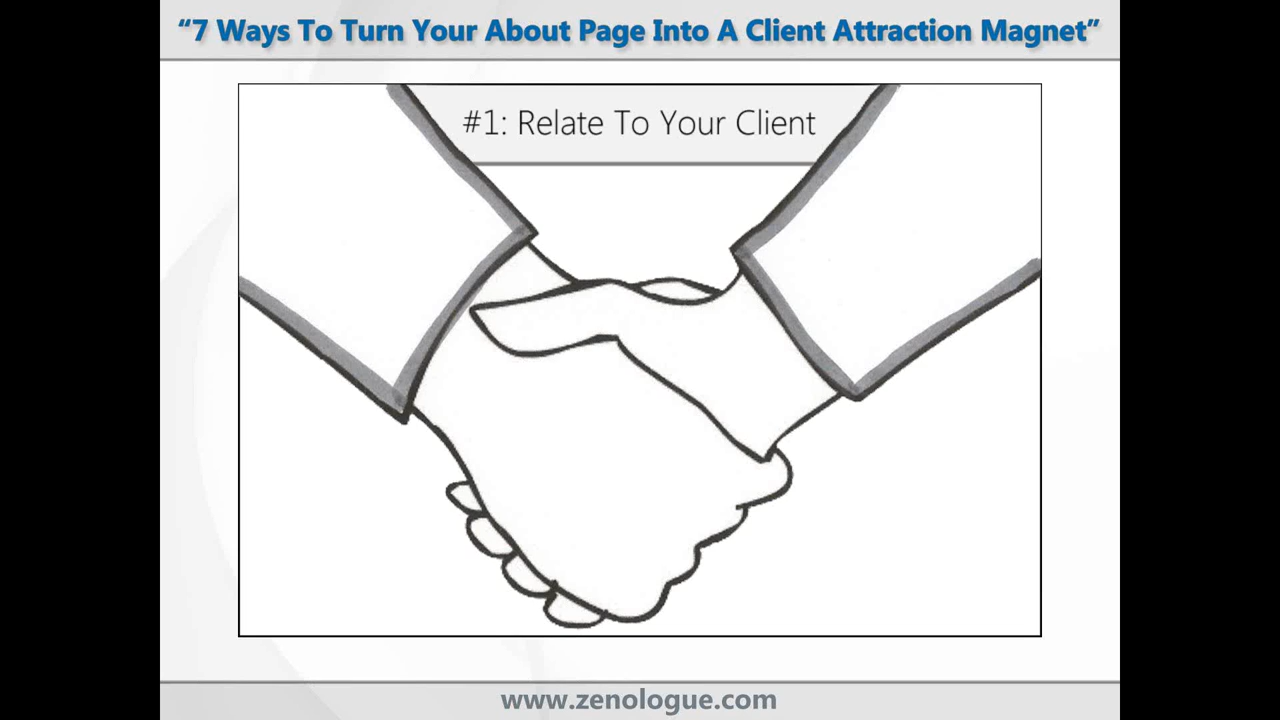 “7 Ways To Turn Your About Page Into A Client Attraction Magnet”
#1: Relate To Your Client
www.zenologue.com